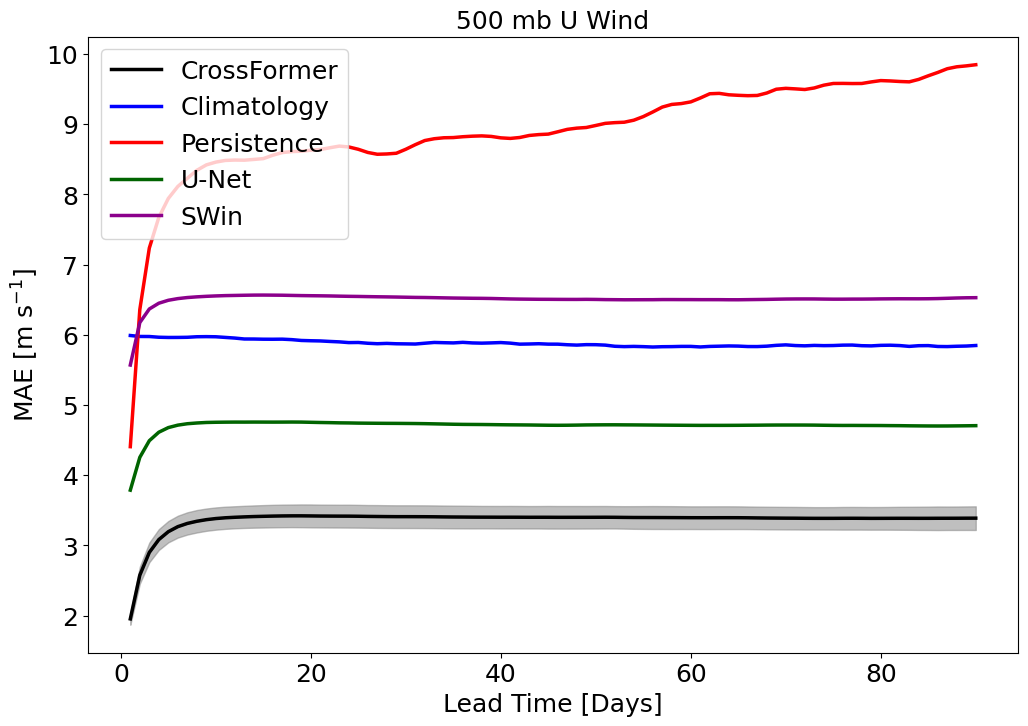 500 mb U Wind
CrossFormer
Climatology
Persistence
U-Net
SWin
MAE [m s⁻¹]
10
9
8
7
6
5
4
3
2
0 20 40 60 80
Lead Time [Days]